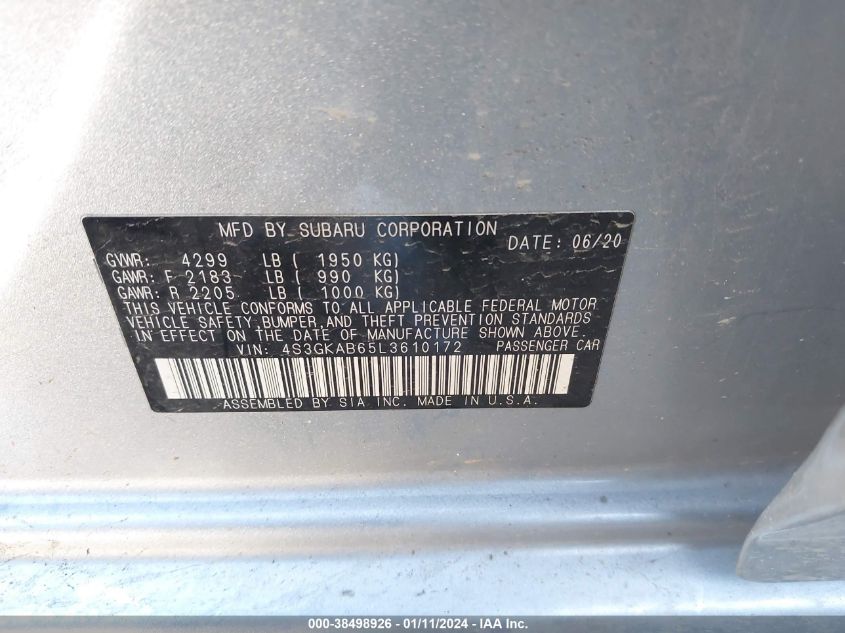 MFD BY SUBARU CORPORATION
DATE: 06/20
GVWR: 4299 LB ( 1950 KG)
GAWR: F 2183 LB ( 990 KG)
GAWR: R 2205 LB ( 1000 KG)
THIS VEHICLE CONFORMS TO ALL APPLICABLE FEDERAL MOTOR
VEHICLE SAFETY, BUMPER, AND THEFT PREVENTION STANDARDS
IN EFFECT ON THE DATE OF MANUFACTURE SHOWN ABOVE.
VIN: 4S3GKAB65L3610172 PASSENGER CAR
ASSEMBLED BY SIA INC. MADE IN U.S.A.
000-38498926 - 01/11/2024 - IAA Inc.